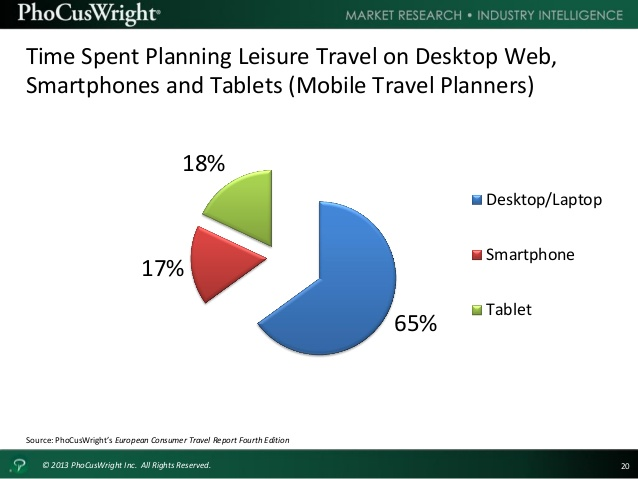 PhoCusWright®
MARKET RESEARCH • INDUSTRY INTELLIGENCE
Time Spent Planning Leisure Travel on Desktop Web,
Smartphones and Tablets (Mobile Travel Planners)
18%
17%
65%
Desktop/Laptop
Smartphone
Tablet
Source: PhoCusWright's European Consumer Travel Report Fourth Edition
© 2013 PhoCusWright Inc. All Rights Reserved.
20